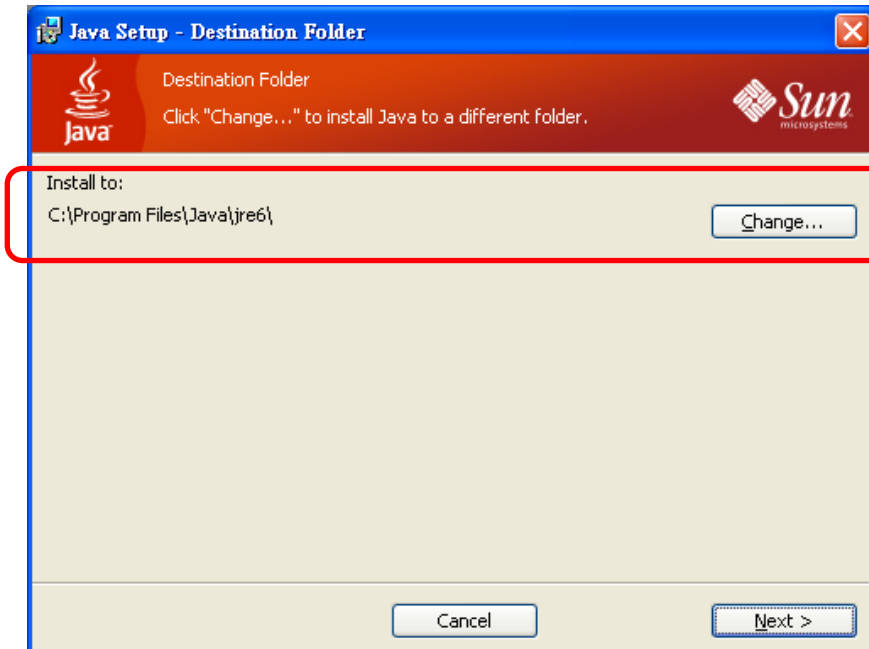 Java Setup - Destination Folder
Java
Destination Folder
Click "Change..." to install Java to a different folder.
Sun
microsystems
Install to:
C:\Program Files\Java\jre6\
Change...
Cancel
Next >